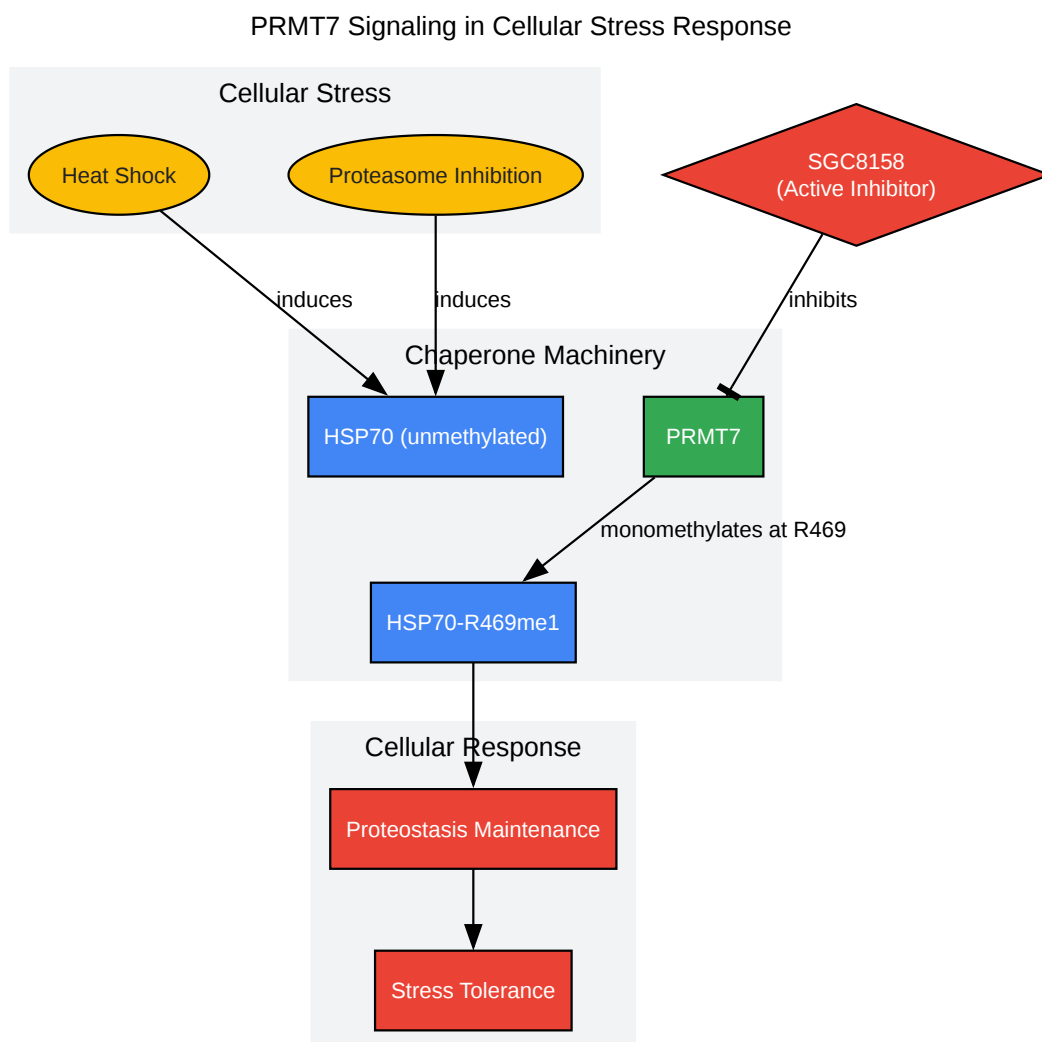 PRMT7 Signaling in Cellular Stress Response
Cellular Stress
Heat Shock
Proteasome Inhibition
SGC8158
(Active Inhibitor)
induces
induces
inhibits
Chaperone Machinery
HSP70 (unmethylated)
PRMT7
monomethylates at R469
HSP70-R469me1
Cellular Response
Proteostasis Maintenance
Stress Tolerance